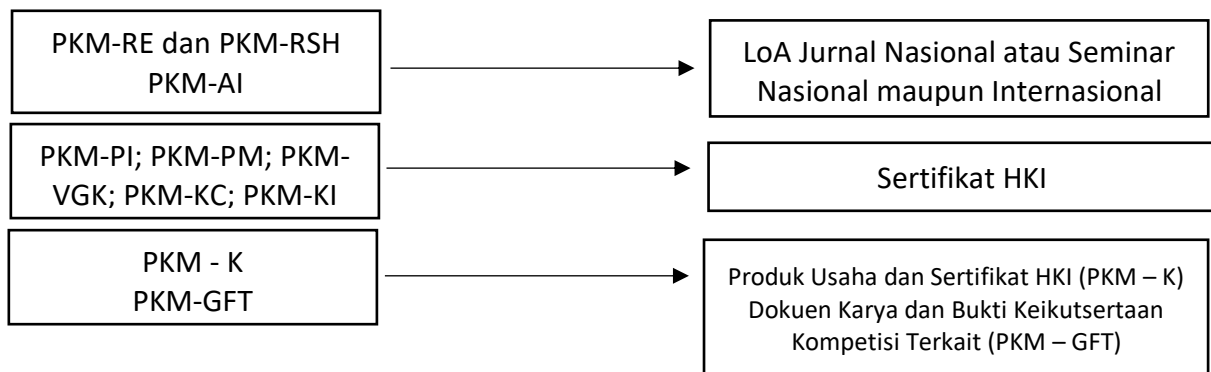 PKM-RE dan PKM-RSH
PKM-AI
LoA Jurnal Nasional atau Seminar
Nasional maupun Internasional
PKM-PI; PKM-PM; PKM-
VGK; PKM-KC; PKM-KI
Sertifikat HKI
PKM - K
PKM-GFT
Produk Usaha dan Sertifikat HKI (PKM – K)
Dokuen Karya dan Bukti Keikutsertaan
Kompetisi Terkait (PKM – GFT)